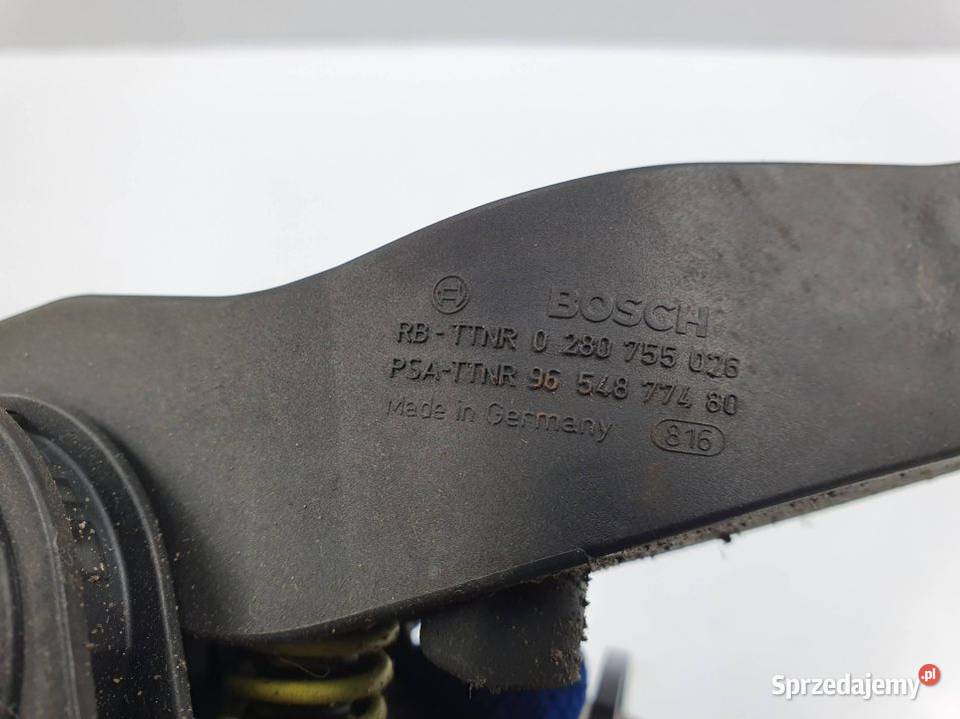 BOSCH
RB-TTNR 0 280 755 026
PSA-TTNR 96 548 774 80
Made in Germany 816
Sprzedajemy.pl